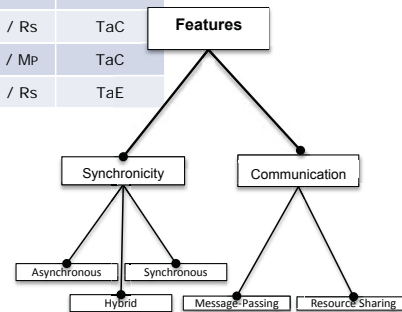 / Rs TaC
/ MP TaC
/ Rs TaE
Features
Synchronicity
Communication
Asynchronous
Synchronous
Hybrid
Message-Passing
Resource Sharing